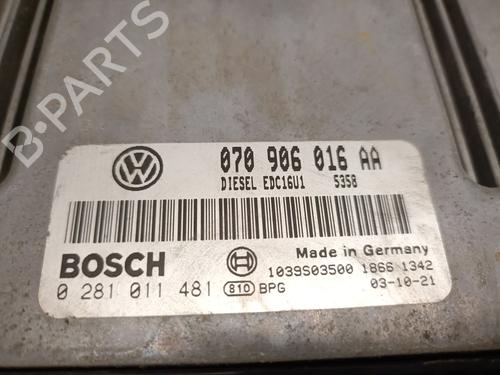 B-PARTS
070 906 016 AA
DIESEL EDC16U1 5358
BOSCH
Made in Germany
1039S03500 1866 1342
0 281 011 481 810 BPG 03-10-21